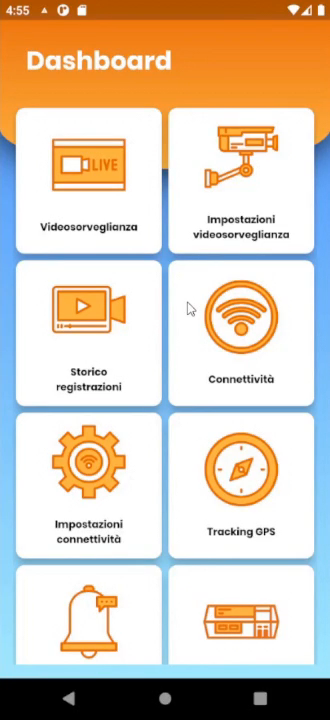 4:55
Dashboard
LIVE
Videosorveglianza
Impostazioni
videosorveglianza
Storico
registrazioni
Connettività
Impostazioni
connettività
Tracking GPS